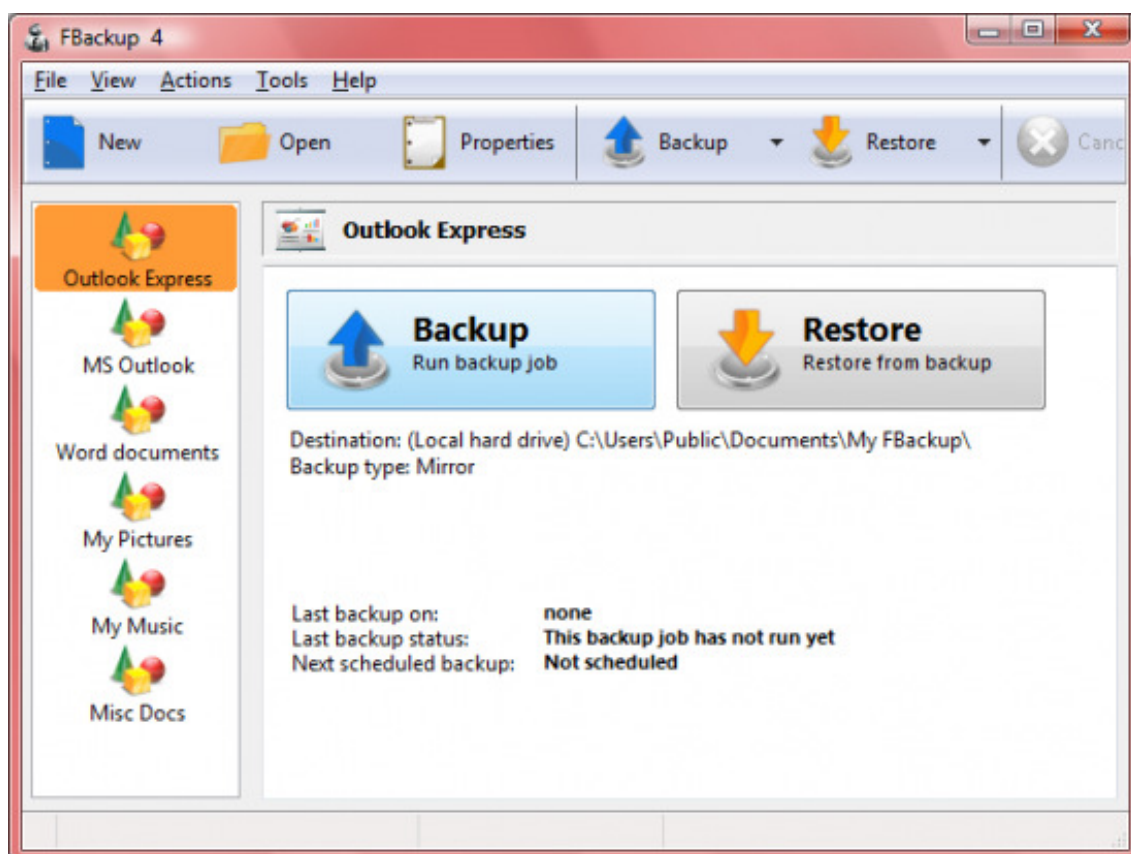 FBackup 4
File View Actions Tools Help
New Open Properties Backup Restore Canc
Outlook Express
MS Outlook
Word documents
My Pictures
My Music
Misc Docs
Outlook Express
Backup
Run backup job
Restore
Restore from backup
Destination: (Local hard drive) C:\Users\Public\Documents\My FBackup\
Backup type: Mirror
Last backup on: none
Last backup status: This backup job has not run yet
Next scheduled backup: Not scheduled